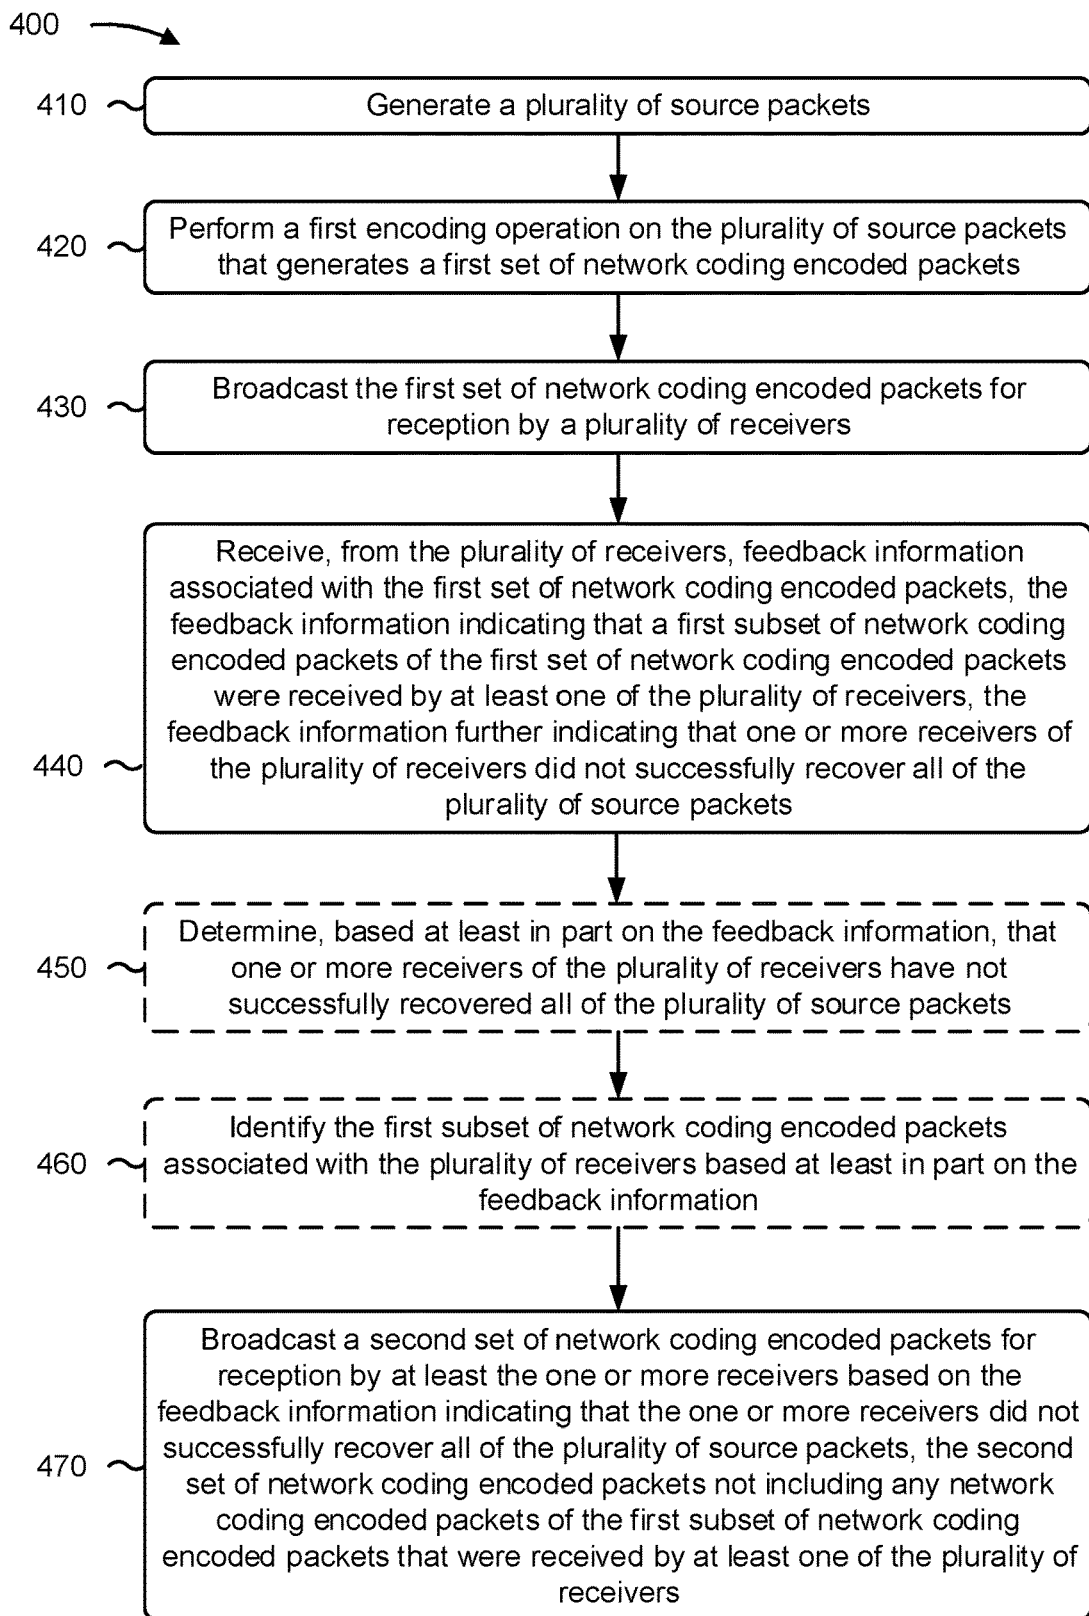 400
410
Generate a plurality of source packets
420
Perform a first encoding operation on the plurality of source packets
that generates a first set of network coding encoded packets
430
Broadcast the first set of network coding encoded packets for
reception by a plurality of receivers
440
Receive, from the plurality of receivers, feedback information
associated with the first set of network coding encoded packets, the
feedback information indicating that a first subset of network coding
encoded packets of the first set of network coding encoded packets
were received by at least one of the plurality of receivers, the
feedback information further indicating that one or more receivers of
the plurality of receivers did not successfully recover all of the
plurality of source packets
450
Determine, based at least in part on the feedback information, that
one or more receivers of the plurality of receivers have not
successfully recovered all of the plurality of source packets
460
Identify the first subset of network coding encoded packets
associated with the plurality of receivers based at least in part on the
feedback information
470
Broadcast a second set of network coding encoded packets for
reception by at least the one or more receivers based on the
feedback information indicating that the one or more receivers did not
successfully recover all of the plurality of source packets, the second
set of network coding encoded packets not including any network
coding encoded packets of the first subset of network coding
encoded packets that were received by at least one of the plurality of
receivers